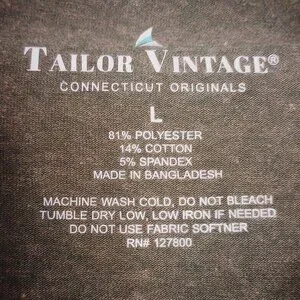 TAILOR VINTAGE®
CONNECTICUT ORIGINALS
L
81% POLYESTER
14% COTTON
5% SPANDEX
MADE IN BANGLADESH
MACHINE WASH COLD, DO NOT BLEACH
TUMBLE DRY LOW, LOW IRON IF NEEDED
DO NOT USE FABRIC SOFTNER
RN# 127800